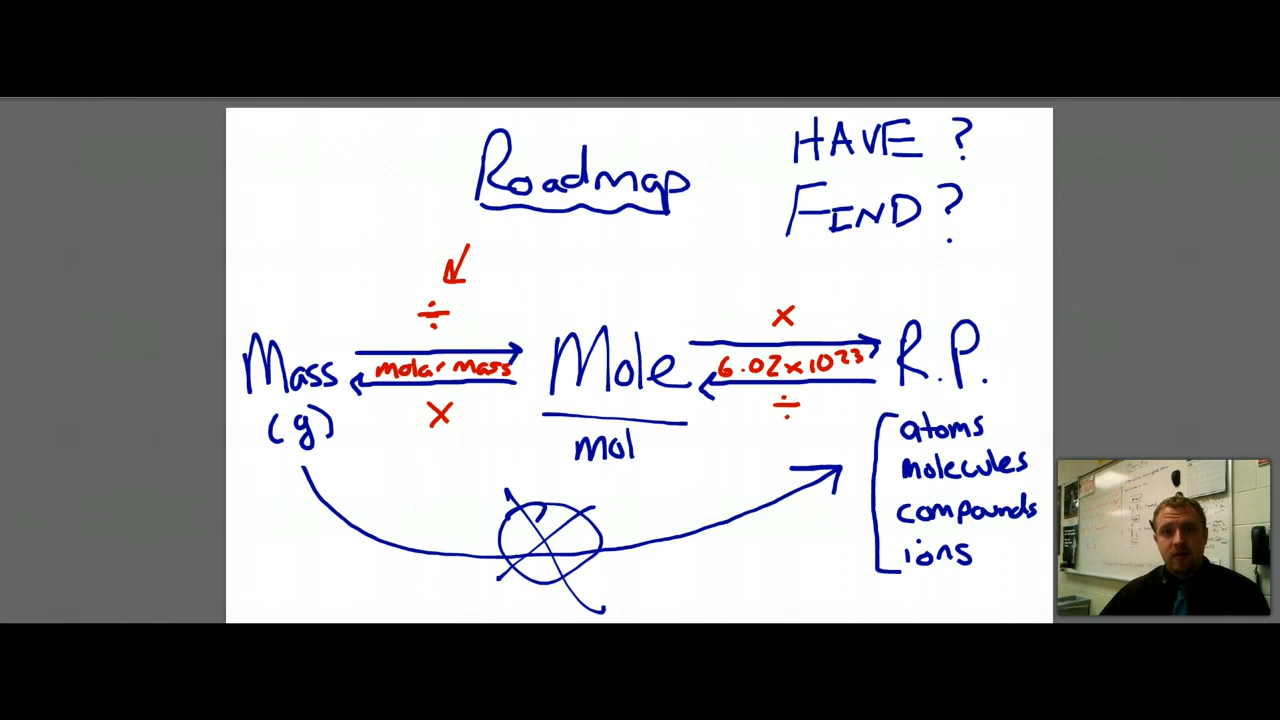 Roadmap
HAVE ?
FIND ?
÷
×
Mass
molar mass
Mole
6.02×10²³
R.P.
(g)
×
÷
mol
atoms
molecules
compounds
ions